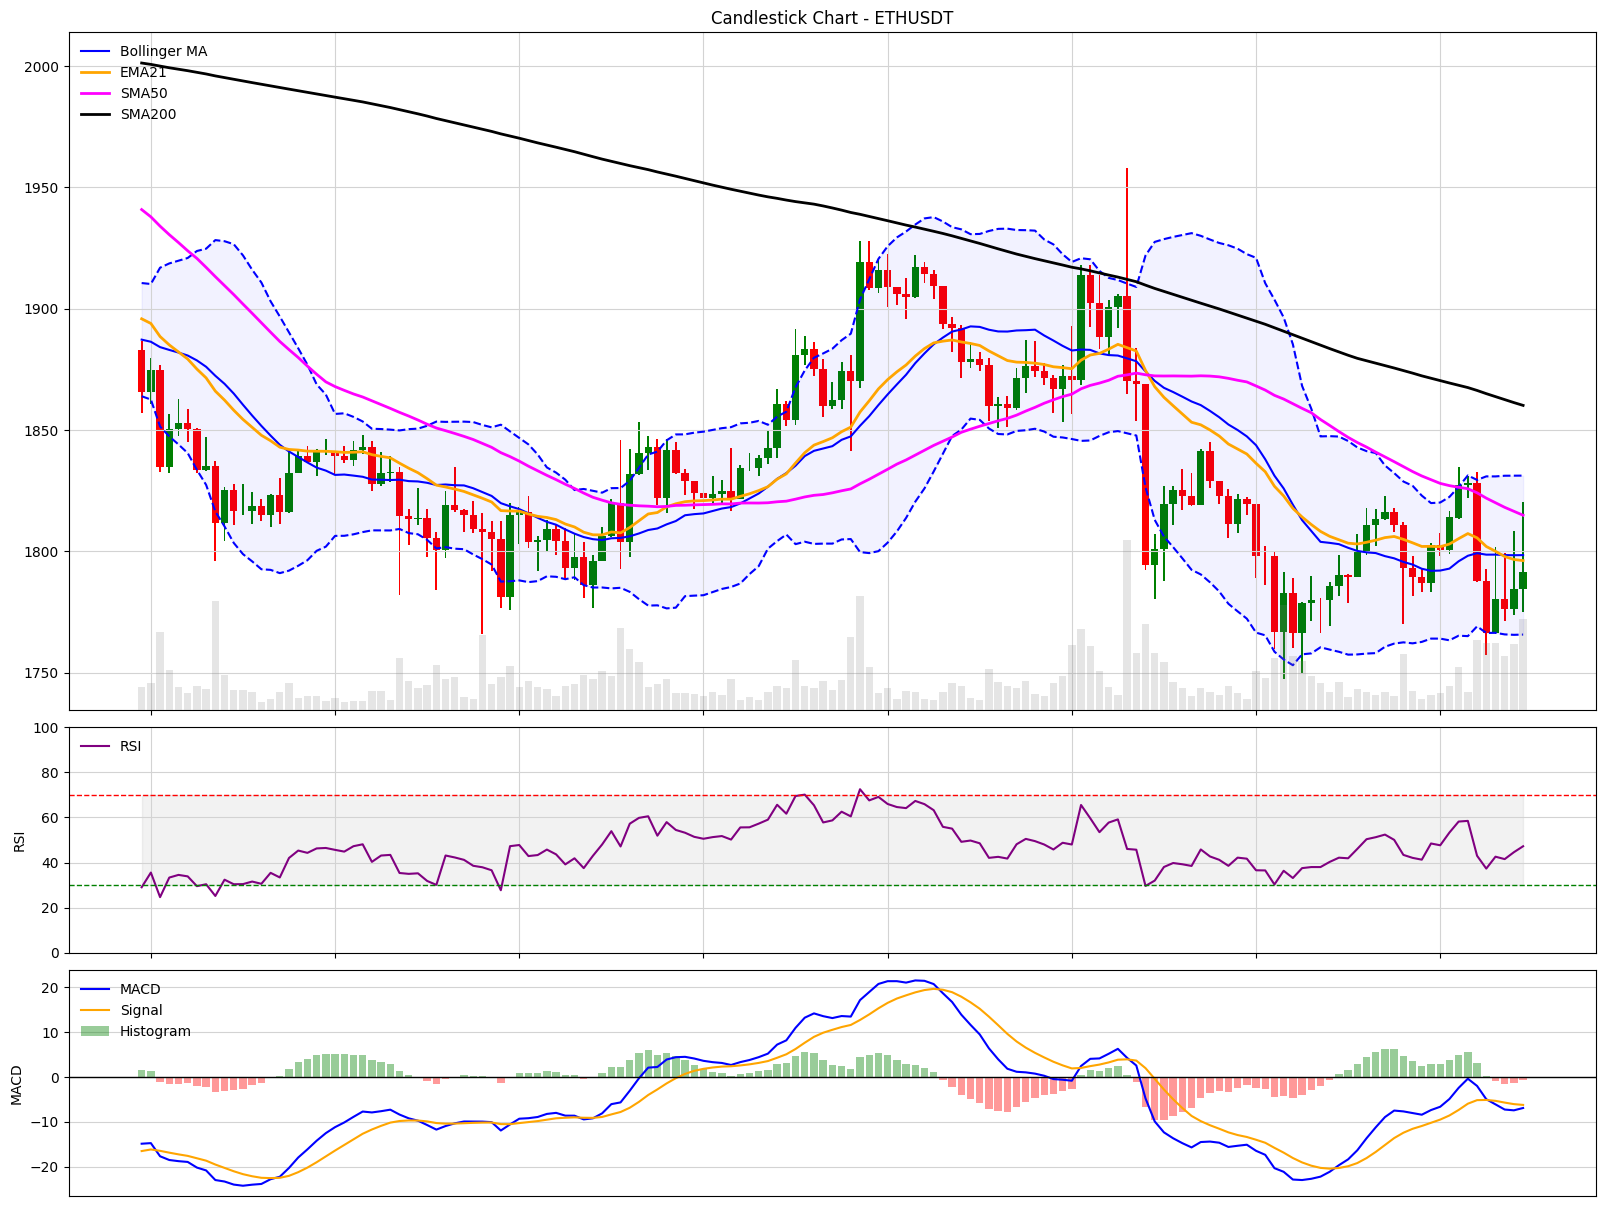 Candlestick Chart - ETHUSDT
Bollinger MA
EMA21
SMA50
SMA200
2000
1950
1900
1850
1800
1750
RSI
100
80
60
40
20
0
RSI
MACD
Signal
Histogram
20
10
0
−10
−20
MACD